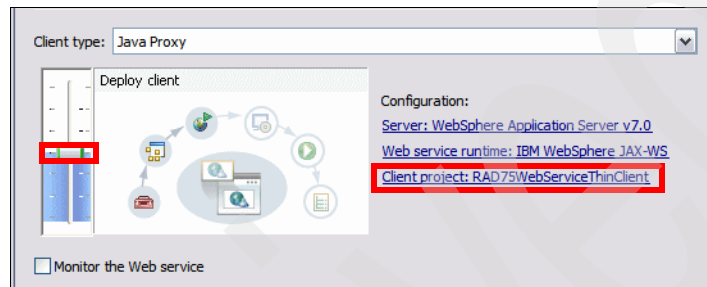 Client type: Java Proxy
Deploy client
Configuration:
Server: WebSphere Application Server v7.0
Web service runtime: IBM WebSphere JAX-WS
Client project: RAD75WebServiceThinClient
Monitor the Web service